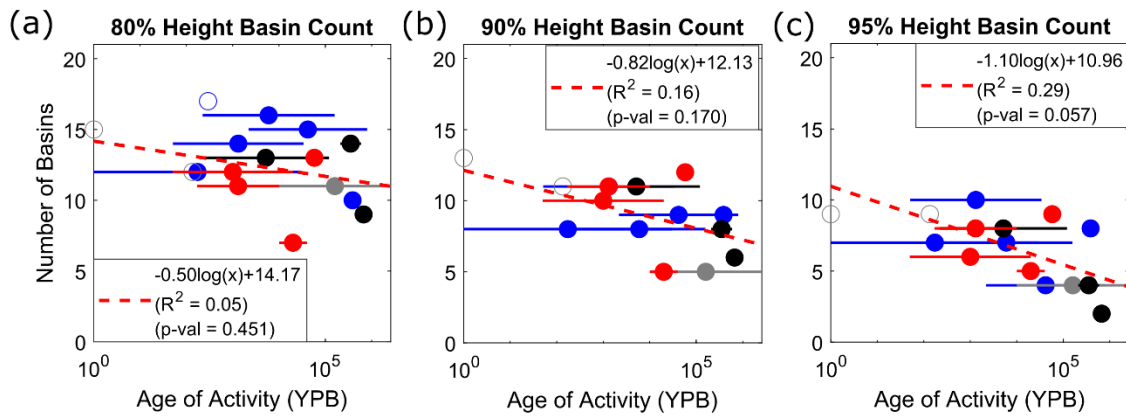 (a)
80% Height Basin Count
20
15
10
5
0
Number of Basins
-0.50log(x)+14.17
(R² = 0.05)
(p-val = 0.451)
10⁰
10⁵
Age of Activity (YPB)
(b)
90% Height Basin Count
20
15
10
5
0
-0.82log(x)+12.13
(R² = 0.16)
(p-val = 0.170)
10⁰
10⁵
Age of Activity (YPB)
(c)
95% Height Basin Count
20
15
10
5
0
-1.10log(x)+10.96
(R² = 0.29)
(p-val = 0.057)
10⁰
10⁵
Age of Activity (YPB)